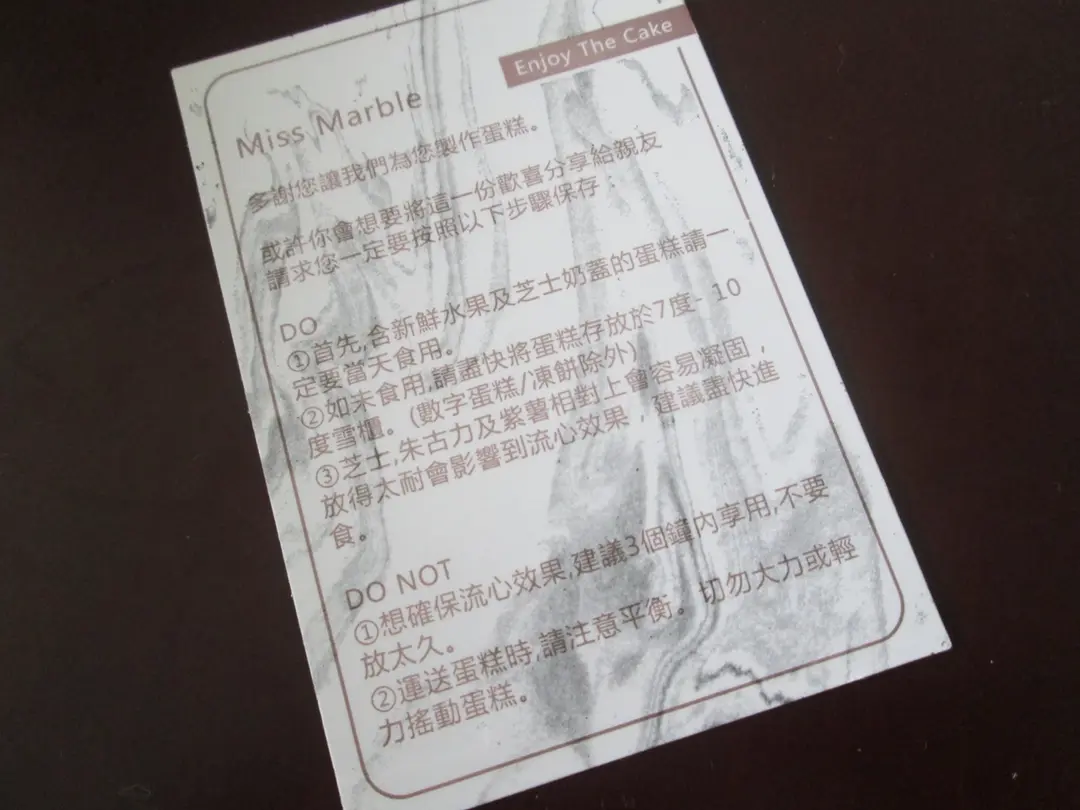 Enjoy The Cake
Miss Marble
多謝您讓我們為您製作蛋糕。
或許你會想要將這一份歡喜分享給親友
請求您一定要按照以下步驟保存：
DO
①首先,含新鮮水果及芝士奶蓋的蛋糕請一
定要當天食用。
②如未食用,請盡快將蛋糕存放於7度- 10
度雪櫃。(數字蛋糕/凍餅除外)
③芝士,朱古力及紫薯相對上會容易凝固，
放得太耐會影響到流心效果，建議盡快進
食。
DO NOT
①想確保流心效果,建議3個鐘內享用,不要
放太久。
②運送蛋糕時,請注意平衡。切勿大力或輕
力搖動蛋糕。